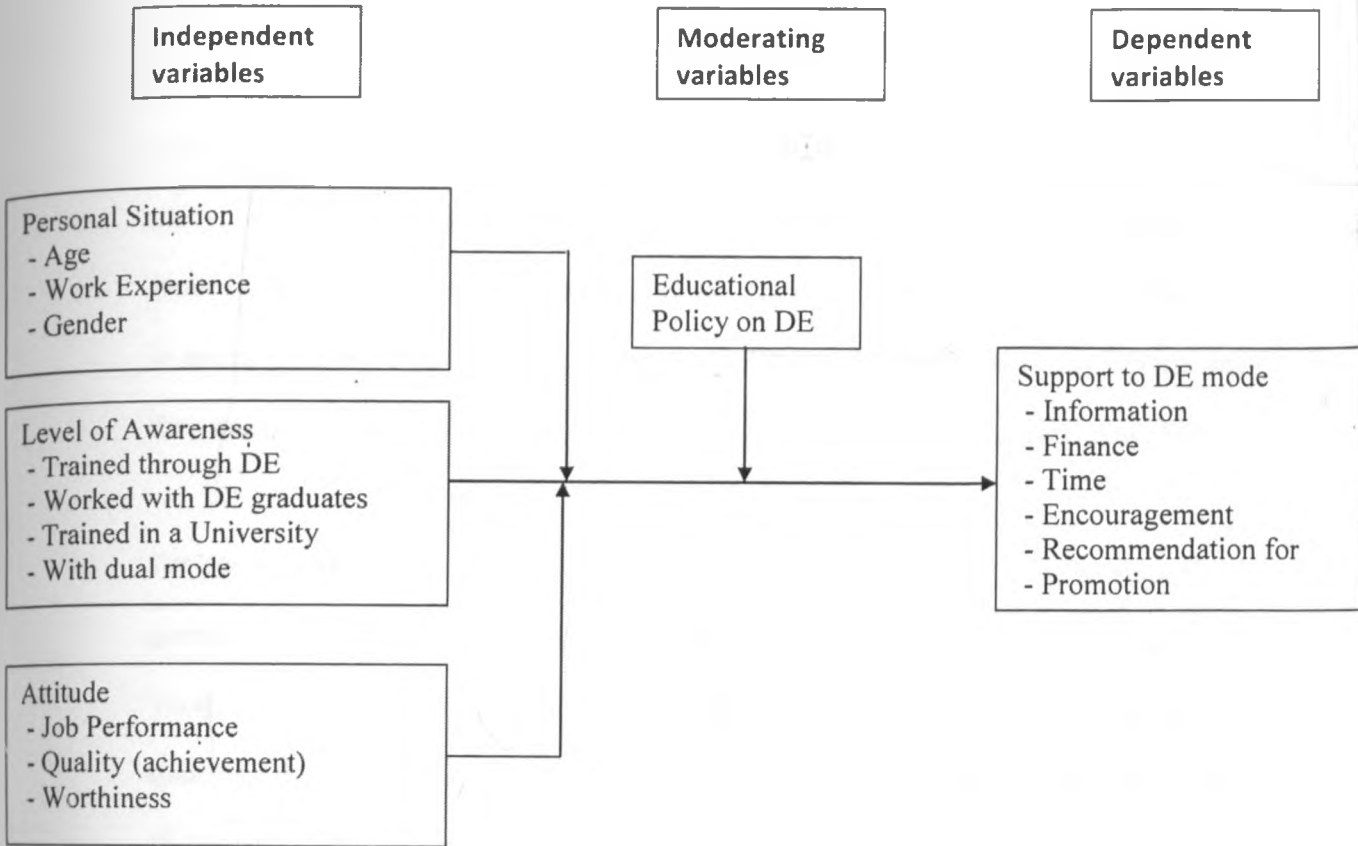 Independent
variables
Moderating
variables
Dependent
variables
Personal Situation
- Age
- Work Experience
- Gender
Level of Awareness
- Trained through DE
- Worked with DE graduates
- Trained in a University
- With dual mode
Attitude
- Job Performance
- Quality (achievement)
- Worthiness
Educational
Policy on DE
Support to DE mode
- Information
- Finance
- Time
- Encouragement
- Recommendation for
- Promotion